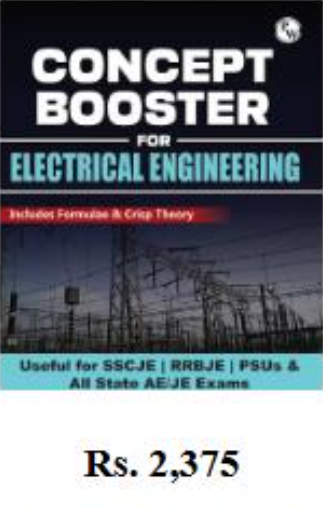 PW
CONCEPT
BOOSTER
FOR
ELECTRICAL ENGINEERING
Includes Formulae & Crisp Theory
Useful for SSCJE | RRBJE | PSUs &
All State AE/JE Exams
Rs. 2,375